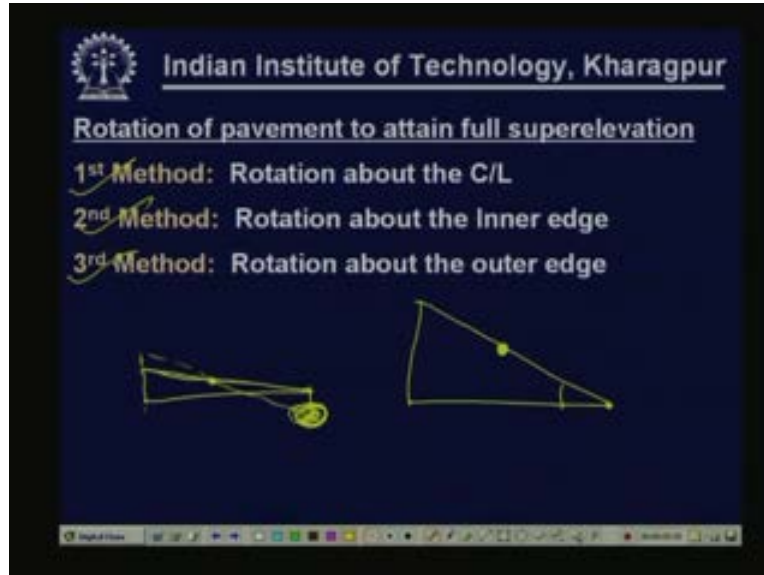 Indian Institute of Technology, Kharagpur
Rotation of pavement to attain full superelevation
1st Method: Rotation about the C/L
2nd Method: Rotation about the Inner edge
3rd Method: Rotation about the outer edge